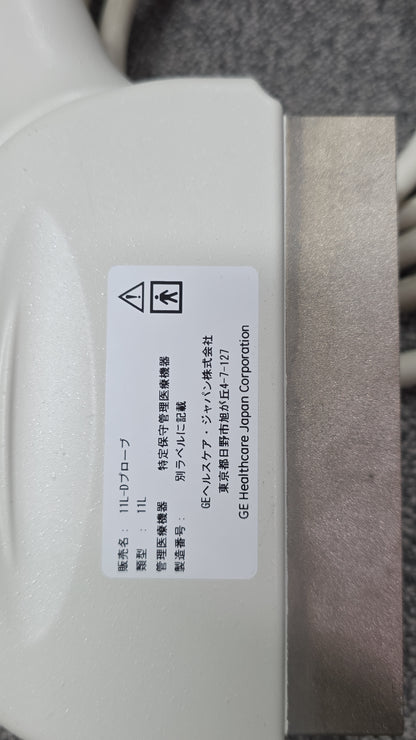 販売名： 11L-Dプローブ
類型 ： 11L
管理医療機器 特定保守管理医療機器
製造番号： 別ラベルに記載
GEヘルスケア・ジャパン株式会社
東京都日野市旭が丘4-7-127
GE Healthcare Japan Corporation